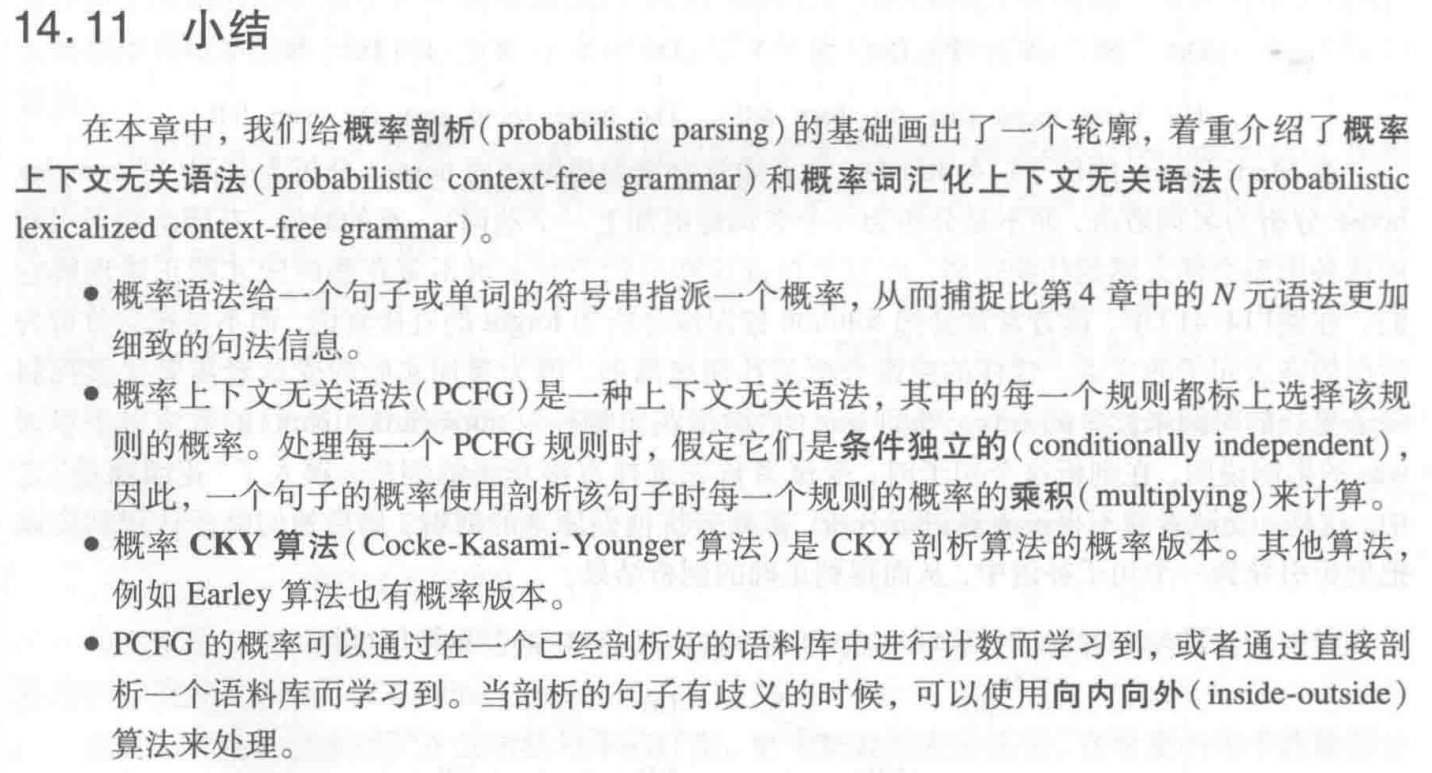 14.11 小结
在本章中，我们给概率剖析(probabilistic parsing)的基础画出了一个轮廓，着重介绍了概率
上下文无关语法(probabilistic context-free grammar)和概率词汇化上下文无关语法(probabilistic
lexicalized context-free grammar)。
● 概率语法给一个句子或单词的符号串指派一个概率，从而捕捉比第4章中的N元语法更加
细致的句法信息。
● 概率上下文无关语法(PCFG)是一种上下文无关语法，其中的每一个规则都标上选择该规
则的概率。处理每一个 PCFG 规则时，假定它们是条件独立的(conditionally independent)，
因此，一个句子的概率使用剖析该句子时每一个规则的概率的乘积(multiplying)来计算。
● 概率 CKY 算法(Cocke-Kasami-Younger 算法)是 CKY 剖析算法的概率版本。其他算法，
例如 Earley 算法也有概率版本。
● PCFG 的概率可以通过在一个已经剖析好的语料库中进行计数而学习到，或者通过直接剖
析一个语料库而学习到。当剖析的句子有歧义的时候，可以使用向内向外(inside-outside)
算法来处理。